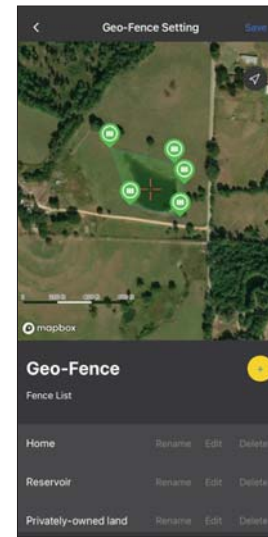 Geo-Fence Setting Save
mapbox
Geo-Fence
+
Fence List
Home Rename Edit Delete
Reservoir Rename Edit Delete
Privately-owned land Rename Edit Delete